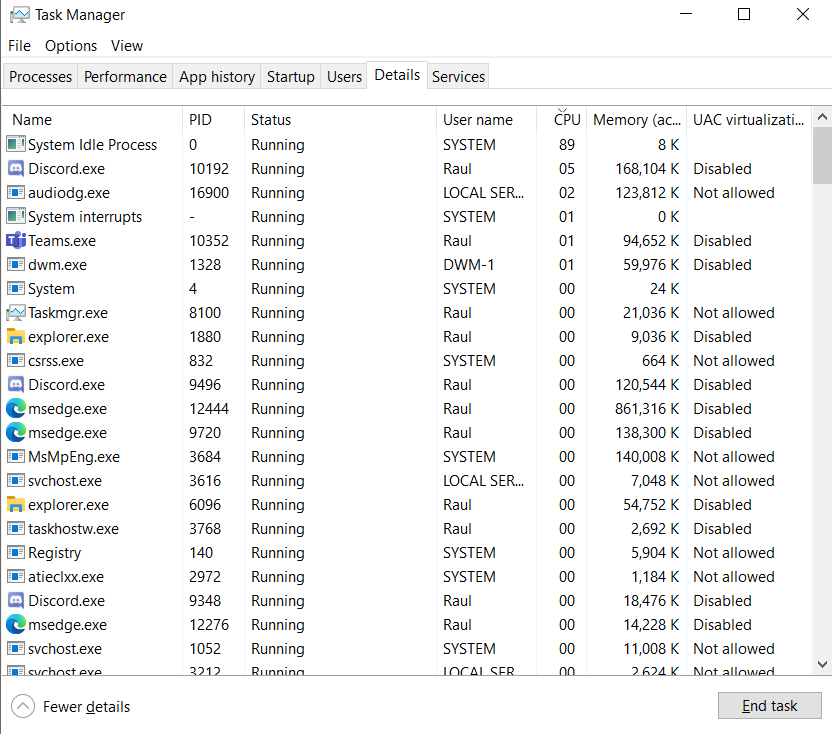 Task Manager
File Options View
Processes Performance App history Startup Users Details Services
Name PID Status User name CPU Memory (ac... UAC virtualizati...
System Idle Process 0 Running SYSTEM 89 8 K
Discord.exe 10192 Running Raul 05 168,104 K Disabled
audiodg.exe 16900 Running LOCAL SER... 02 123,812 K Not allowed
System interrupts - Running SYSTEM 01 0 K
Teams.exe 10352 Running Raul 01 94,652 K Disabled
dwm.exe 1328 Running DWM-1 01 59,976 K Disabled
System 4 Running SYSTEM 00 24 K
Taskmgr.exe 8100 Running Raul 00 21,036 K Not allowed
explorer.exe 1880 Running Raul 00 9,036 K Disabled
csrss.exe 832 Running SYSTEM 00 664 K Not allowed
Discord.exe 9496 Running Raul 00 120,544 K Disabled
msedge.exe 12444 Running Raul 00 861,316 K Disabled
msedge.exe 9720 Running Raul 00 138,300 K Disabled
MsMpEng.exe 3684 Running SYSTEM 00 140,008 K Not allowed
svchost.exe 3616 Running LOCAL SER... 00 7,048 K Not allowed
explorer.exe 6096 Running Raul 00 54,752 K Disabled
taskhostw.exe 3768 Running Raul 00 2,692 K Disabled
Registry 140 Running SYSTEM 00 5,904 K Not allowed
atieclxx.exe 2972 Running SYSTEM 00 1,184 K Not allowed
Discord.exe 9348 Running Raul 00 18,476 K Disabled
msedge.exe 12276 Running Raul 00 14,228 K Disabled
svchost.exe 1052 Running SYSTEM 00 11,008 K Not allowed
svchost.exe 3212 Running LOCAL SER... 00 2,624 K Not allowed
Fewer details End task